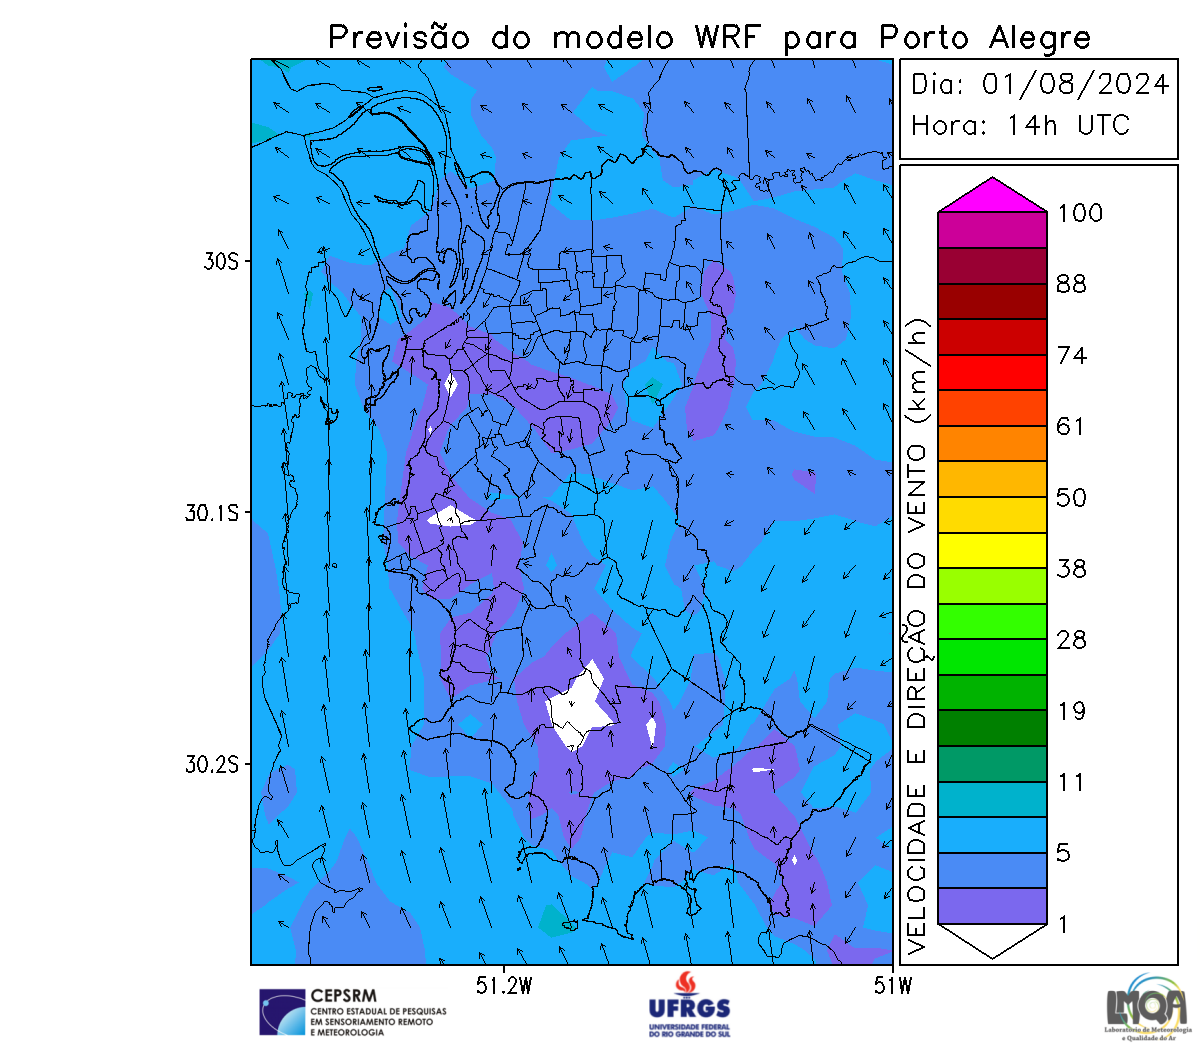 Previsão do modelo WRF para Porto Alegre
Dia: 01/08/2024
Hora: 14h UTC
30S
30.1S
30.2S
51.2W
51W
VELOCIDADE E DIREÇÃO DO VENTO (km/h)
100
88
74
61
50
38
28
19
11
5
1
CEPSRM
CENTRO ESTADUAL DE PESQUISAS
EM SENSORIAMENTO REMOTO
E METEOROLOGIA
UFRGS
UNIVERSIDADE FEDERAL
DO RIO GRANDE DO SUL
LMQA
Laboratório de Meteorologia
e Qualidade do Ar